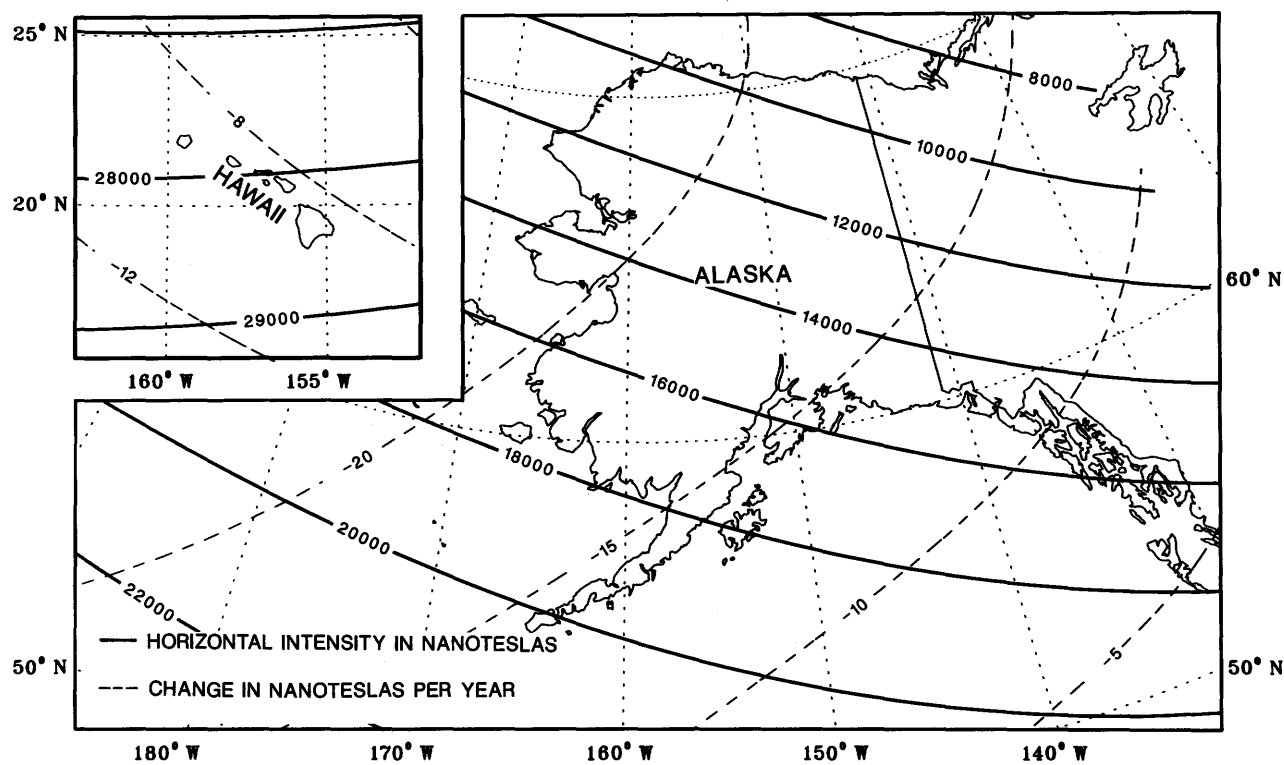 25° N
20° N
-8
HAWAII
28000
-12
29000
160° W
155° W
8000
10000
12000
ALASKA
14000
16000
18000
20000
22000
-20
-15
-10
-5
60° N
HORIZONTAL INTENSITY IN NANOTESLAS
CHANGE IN NANOTESLAS PER YEAR
50° N
50° N
180° W
170° W
160° W
150° W
140° W